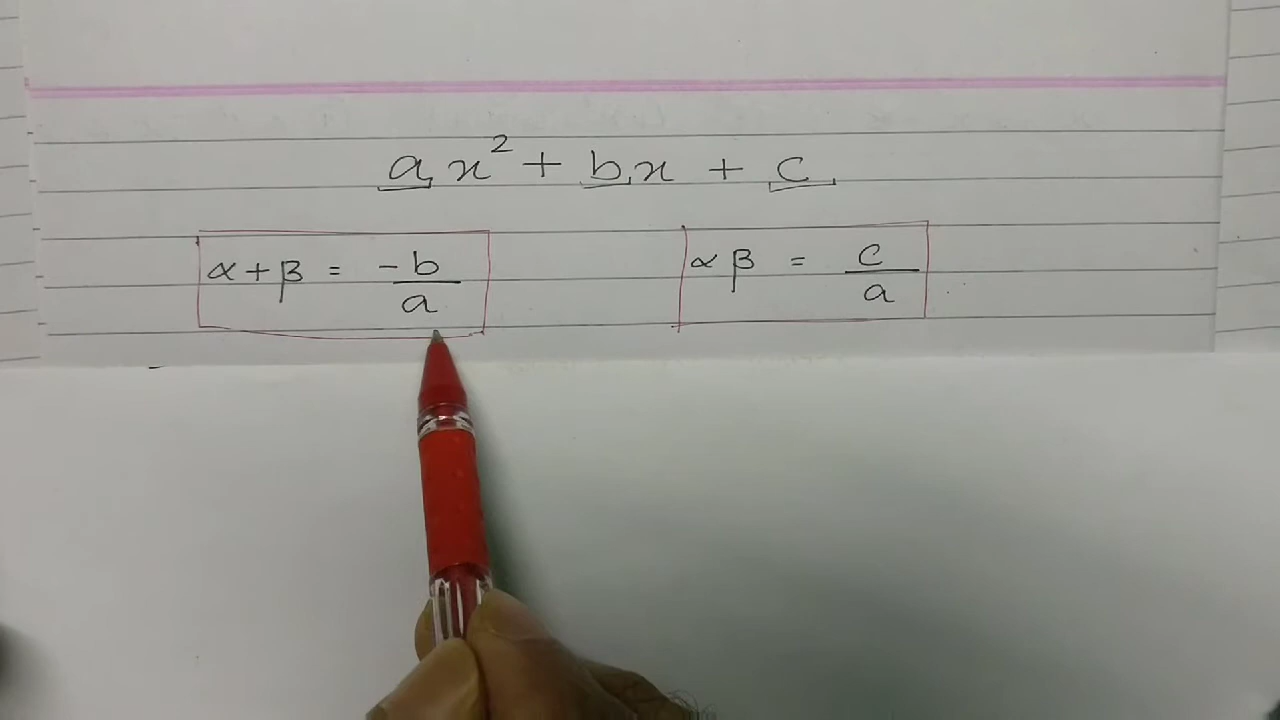 ax² + bx + c
α + β = -b/a
αβ = c/a